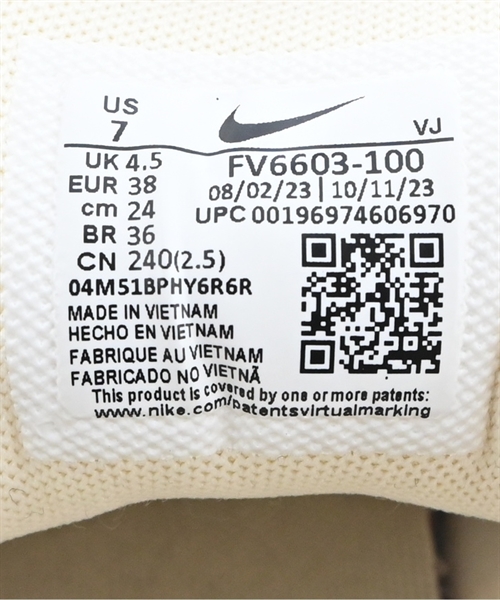 US
7
VJ
UK 4.5
EUR 38
cm 24
BR 36
CN 240(2.5)
FV6603-100
08/02/23 | 10/11/23
UPC 00196974606970
04M51BPHY6R6R
MADE IN VIETNAM
HECHO EN VIETNAM
FABRIQUE AU VIETNAM
FABRICADO NO VIETNÃ
This product is covered by one or more patents:
www.nike.com/patentsvirtualmarking